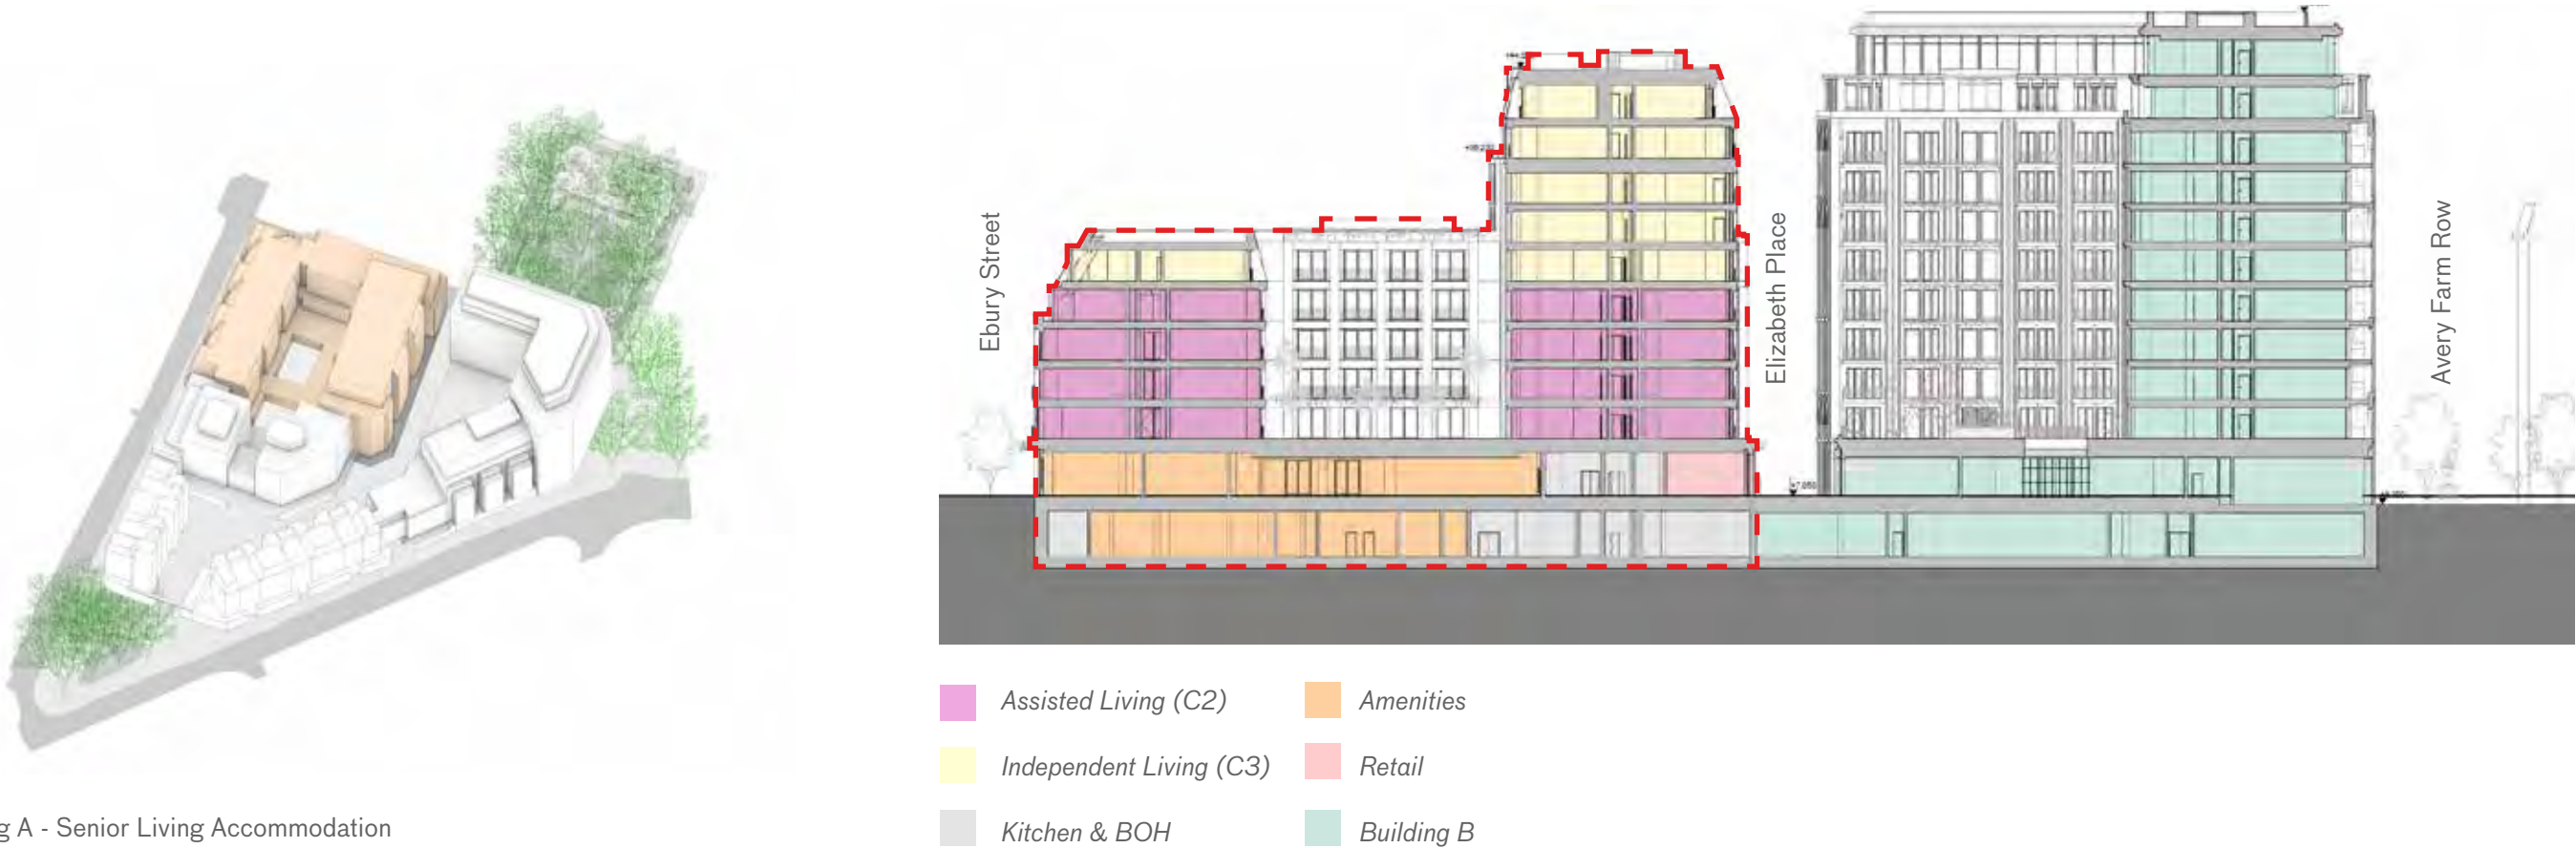 Ebury Street
Elizabeth Place
Avery Farm Row
Assisted Living (C2)
Amenities
Independent Living (C3)
Retail
Kitchen & BOH
Building B
g A - Senior Living Accommodation